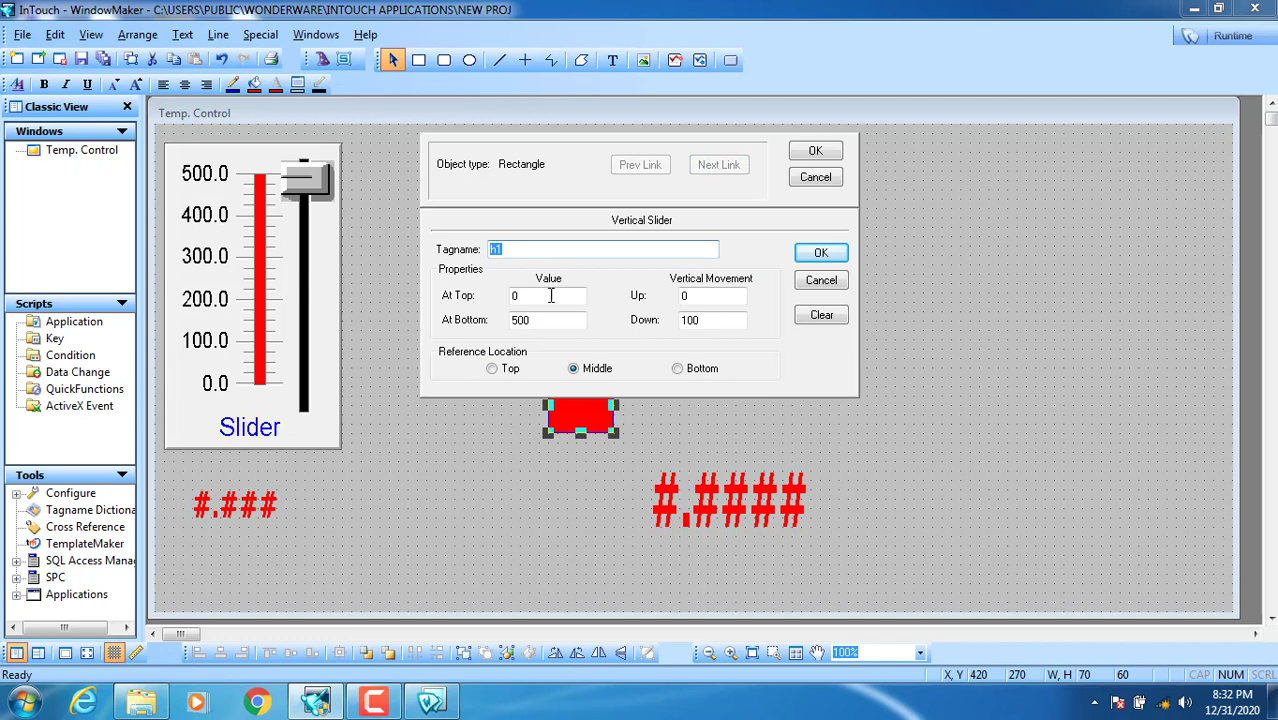 InTouch - WindowMaker - C:\USERS\PUBLIC\WONDERWARE\INTOUCH APPLICATIONS\NEW PROJ
File Edit View Arrange Text Line Special Windows Help
Runtime
B I U A A A
Classic View
Windows
Temp. Control
Scripts
Application
Key
Condition
Data Change
QuickFunctions
ActiveX Event
Tools
Configure
Tagname Dictiona
Cross Reference
TemplateMaker
SQL Access Mana
SPC
Applications
Temp. Control
500.0
400.0
300.0
200.0
100.0
0.0
Slider
#.###
Object type: Rectangle Prev Link Next Link OK
Cancel
Vertical Slider
Tagname: h1 OK
Properties
Value Vertical Movement Cancel
At Top: 0 Up: 0
At Bottom: 500 Down: 100 Clear
Reference Location
Top Middle Bottom
#.####
100%
Ready X, Y 420 270 W, H 70 60 CAP NUM SCRL
8:32 PM
12/31/2020